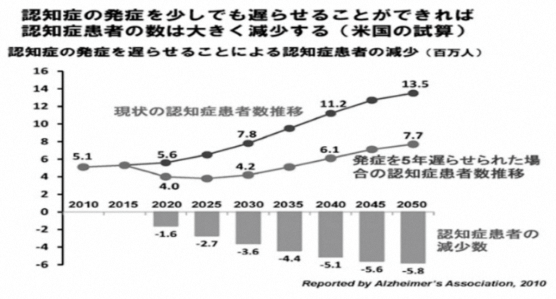 認知症の発症を少しでも遅らせることができれば
認知症患者の数は大きく減少する（米国の試算）
認知症の発症を遅らせることによる認知症患者の減少（百万人）
16
14
12
10
8
6
4
2
0
-2
-4
-6
現状の認知症患者数推移
5.1
5.6
7.8
11.2
13.5
4.0
4.2
6.1
7.7
発症を5年遅らせられた場
合の認知症患者数推移
2010 2015 2020 2025 2030 2035 2040 2045 2050
-1.6
-2.7
-3.6
-4.4
-5.1
-5.6
-5.8
認知症患者の
減少数
Reported by Alzheimer's Association, 2010